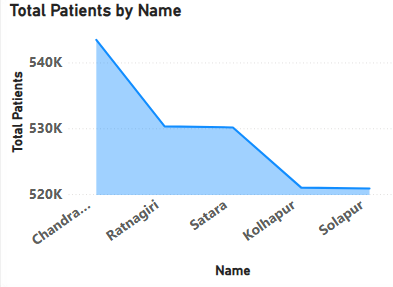 Total Patients by Name
540K
530K
520K
Total Patients
Chandra...
Ratnagiri
Satara
Kolhapur
Solapur
Name